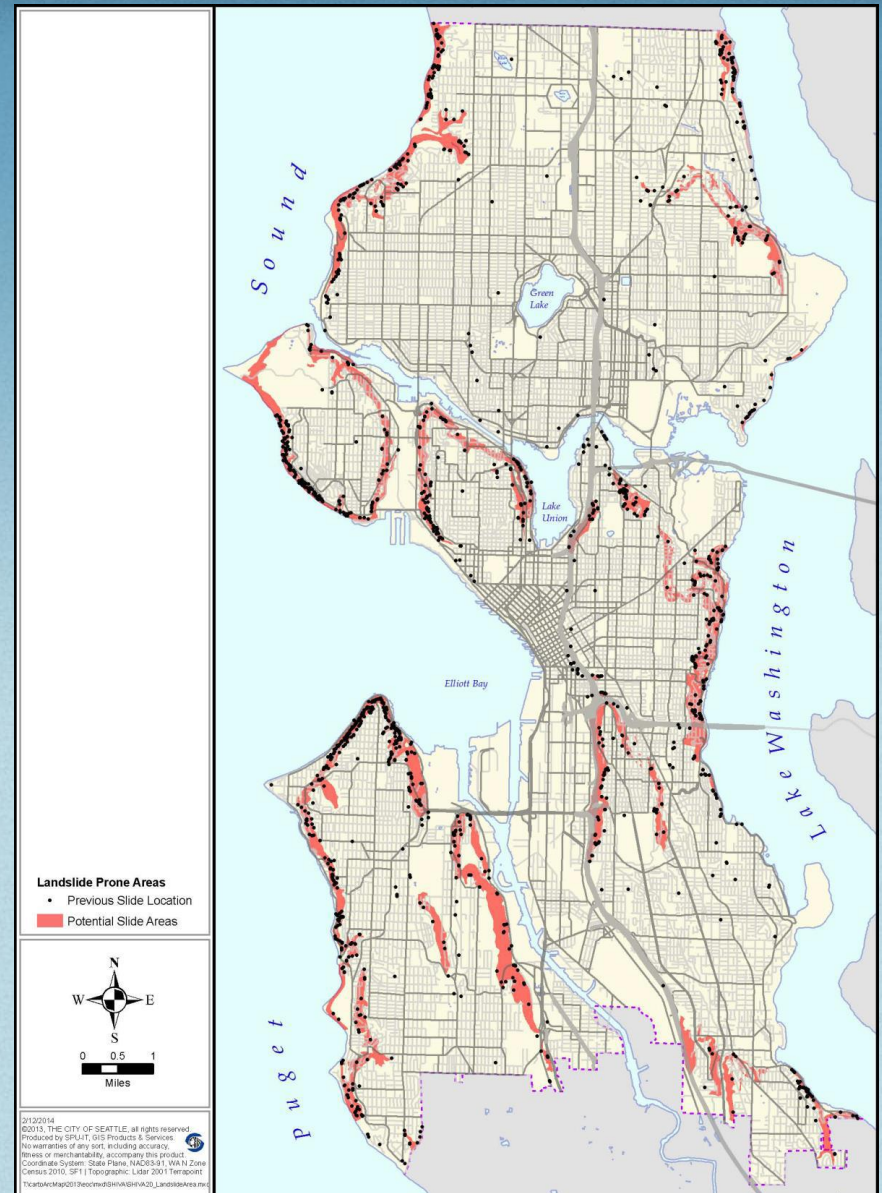 Landslide Prone Areas
Previous Slide Location
Potential Slide Areas
N
W E
S
0 0.5 1
Miles
2/12/2014
©2013, THE CITY OF SEATTLE, all rights reserved.
Produced by SPU-IT, GIS Products & Services
No warranties of any sort, including accuracy,
fitness or merchantability, accompany this product.
Coordinate System: State Plane, NAD83-91, WA N Zone
Census 2010, SF1 | Topographic: Lidar 2001 Terrapoint
Sound
Green
Lake
Lake
Union
Elliott Bay
Lake Washington
Puget